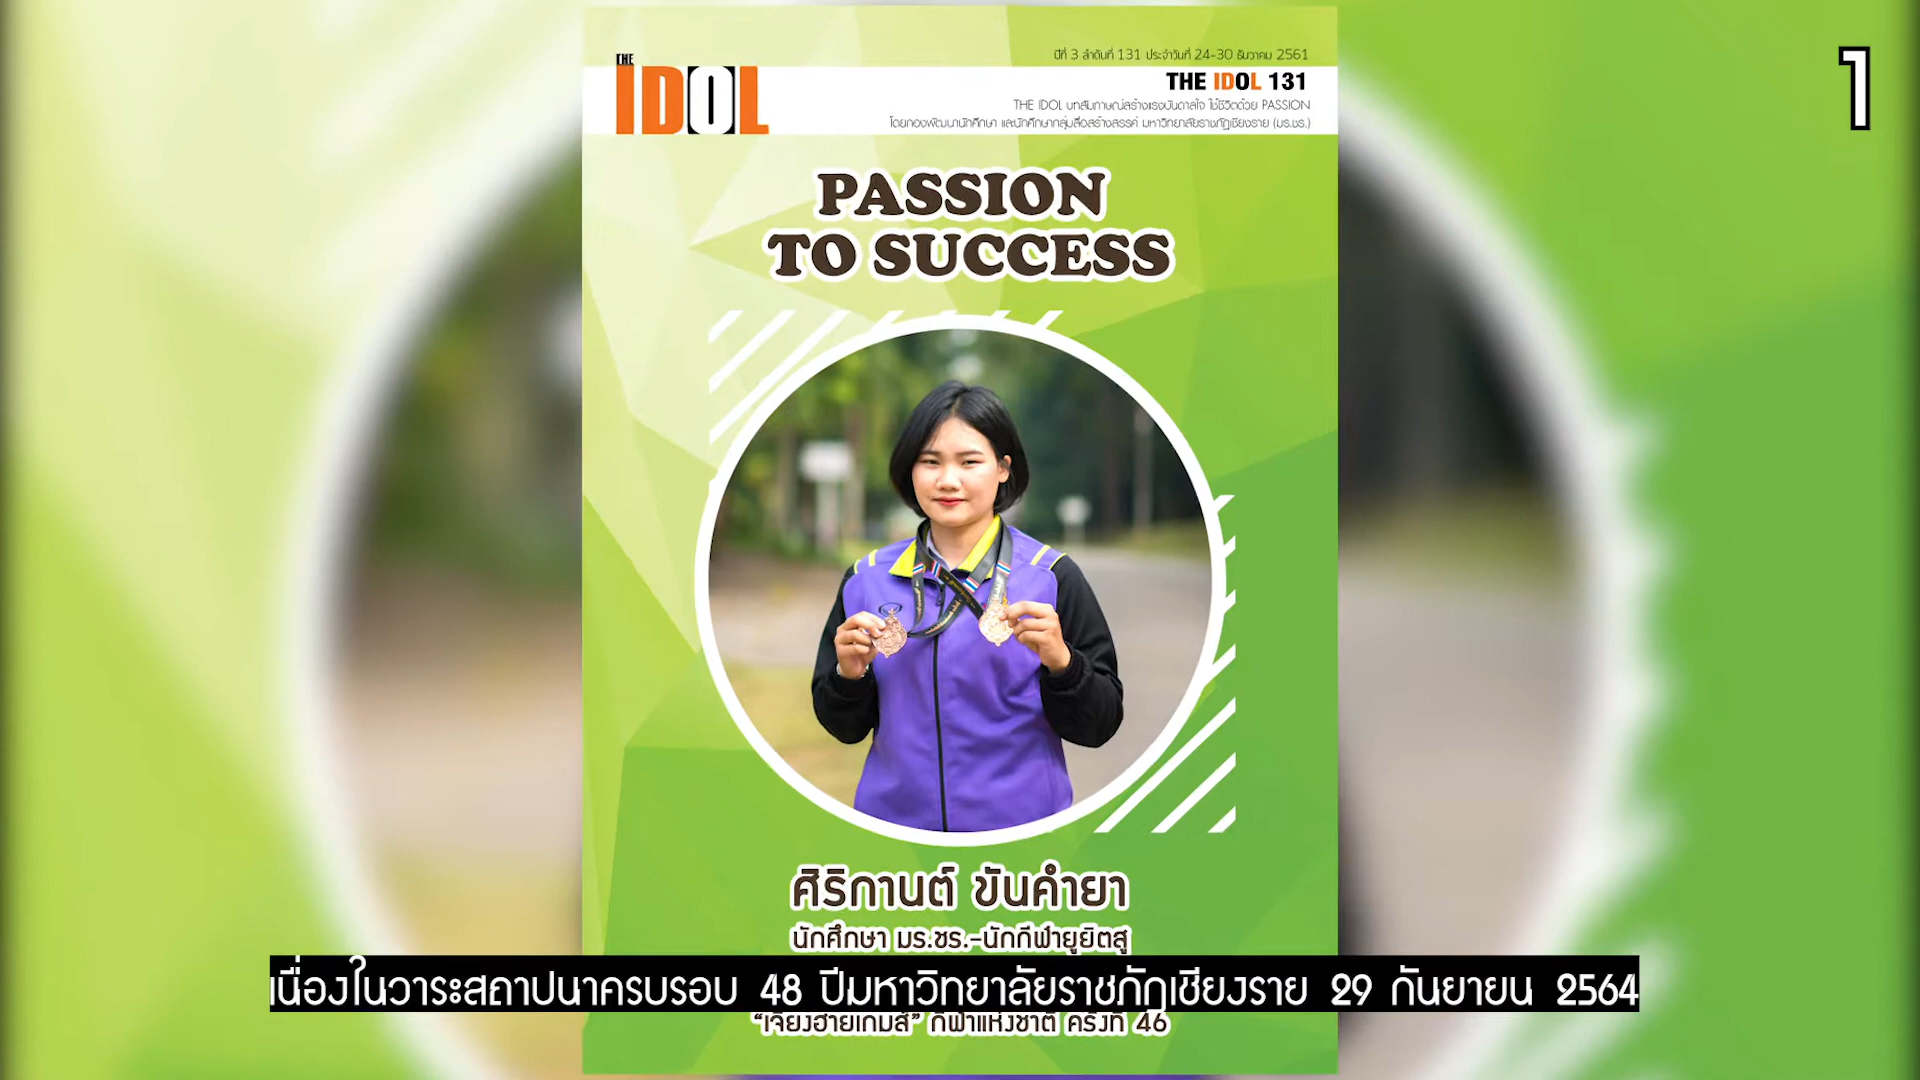 THE
IDOL
ปีที่ 3 ลำดับที่ 131 ประจำวันที่ 24-30 ธันวาคม 2561
THE IDOL 131
THE IDOL บทสัมภาษณ์สร้างแรงบันดาลใจ ใช้ชีวิตด้วย PASSION
โดยกองพัฒนานักศึกษา และนักศึกษากลุ่มสื่อสร้างสรรค์ มหาวิทยาลัยราชภัฏเชียงราย (มร.ชร.)
1
PASSION
TO SUCCESS
ศิริกานต์ ขันคำยา
นักศึกษา มร.ชร.-นักกีฬายูยิตสู
เนื่องในวาระสถาปนาครบรอบ 48 ปีมหาวิทยาลัยราชภัฏเชียงราย 29 กันยายน 2564
“เจียงฮายเกมส์” กีฬาแห่งชาติ ครั้งที่ 46